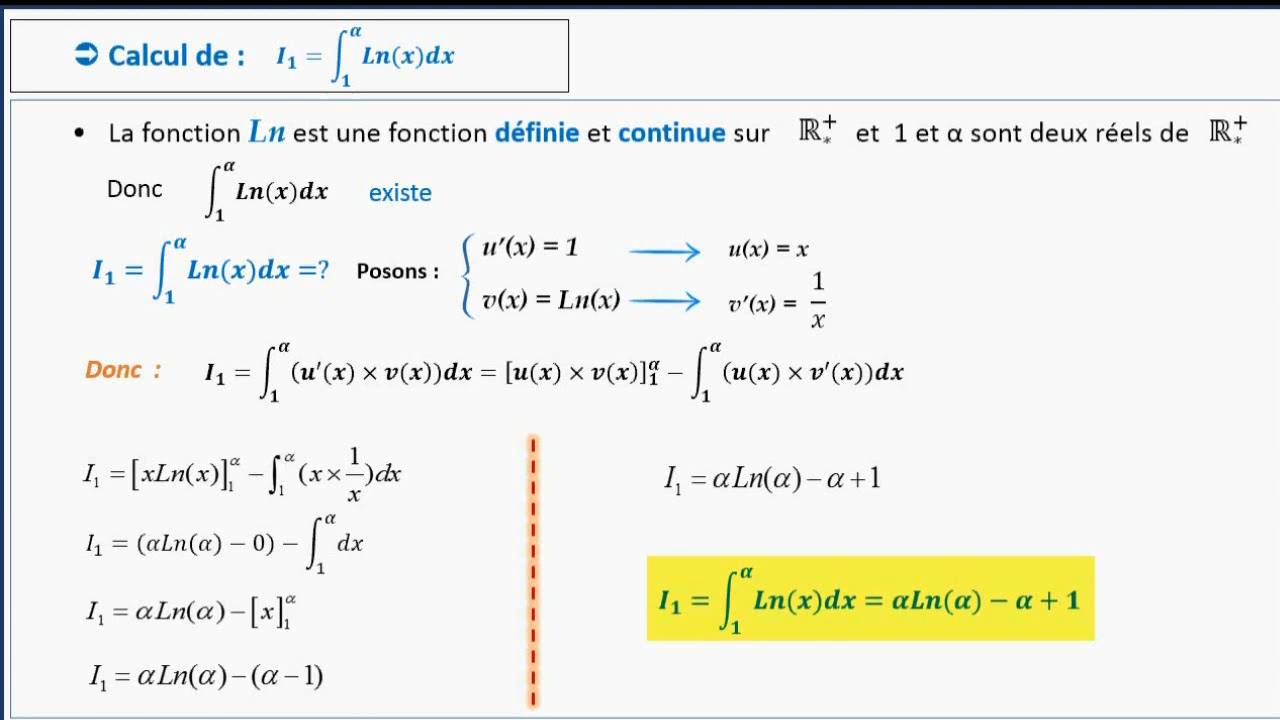 ➲ Calcul de : I₁ = ∫₁^α Ln(x)dx
• La fonction Ln est une fonction définie et continue sur ℝ₊* et 1 et α sont deux réels de ℝ₊*
Donc ∫₁^α Ln(x)dx existe
I₁ = ∫₁^α Ln(x)dx =? Posons : { u′(x) = 1 ⟶ u(x) = x
v(x) = Ln(x) ⟶ v′(x) = 1/x
Donc : I₁ = ∫₁^α (u′(x) × v(x))dx = [u(x) × v(x)]₁^α − ∫₁^α (u(x) × v′(x))dx
I₁ = [xLn(x)]₁^α − ∫₁^α (x × 1/x)dx
I₁ = (αLn(α) − 0) − ∫₁^α dx
I₁ = αLn(α) − [x]₁^α
I₁ = αLn(α) − (α − 1)
I₁ = αLn(α) − α + 1
I₁ = ∫₁^α Ln(x)dx = αLn(α) − α + 1